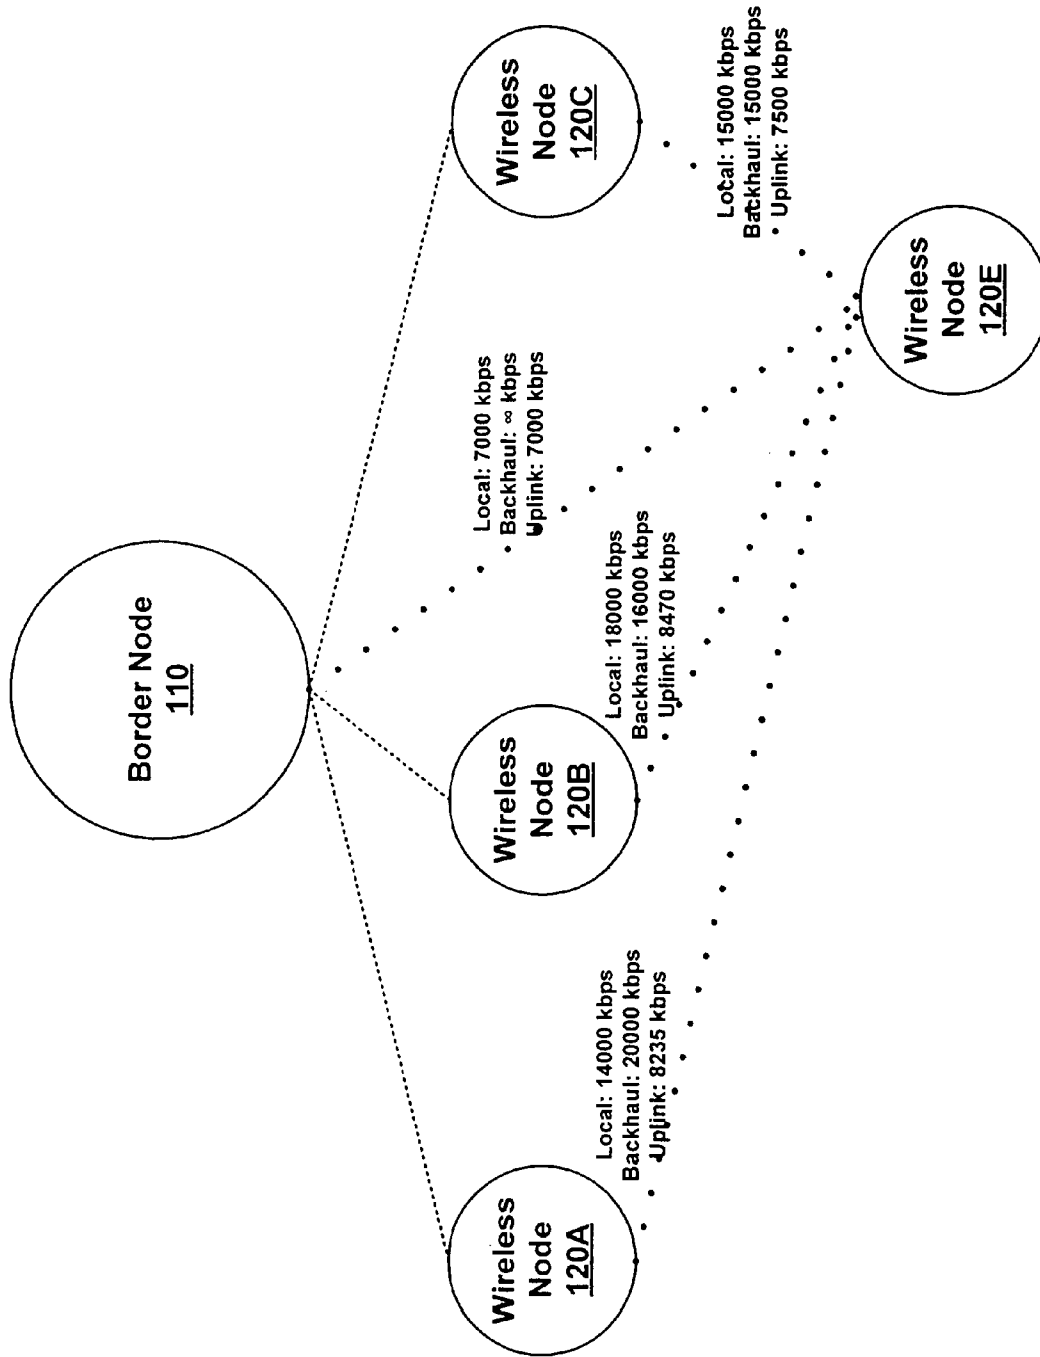 Border Node
110
Wireless
Node
120A
Wireless
Node
120B
Wireless
Node
120C
Local: 14000 kbps
Backhaul: 20000 kbps
Uplink: 8235 kbps
Local: 18000 kbps
Backhaul: 16000 kbps
Uplink: 8470 kbps
Local: 7000 kbps
Backhaul: ∞ kbps
Uplink: 7000 kbps
Local: 15000 kbps
Backhaul: 15000 kbps
Uplink: 7500 kbps
Wireless
Node
120E